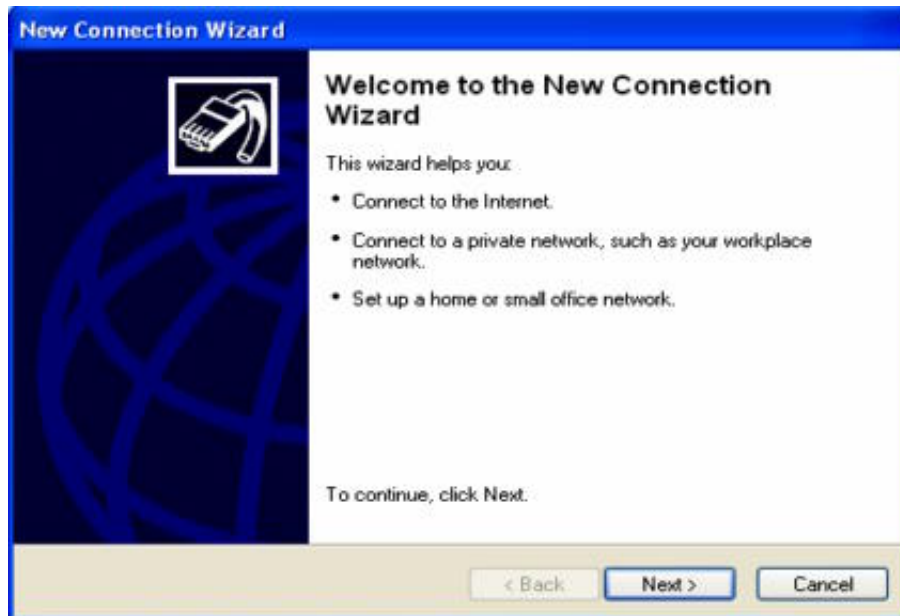 New Connection Wizard
Welcome to the New Connection
Wizard
This wizard helps you:
• Connect to the Internet.
• Connect to a private network, such as your workplace
network.
• Set up a home or small office network.
To continue, click Next.
< Back
Next >
Cancel